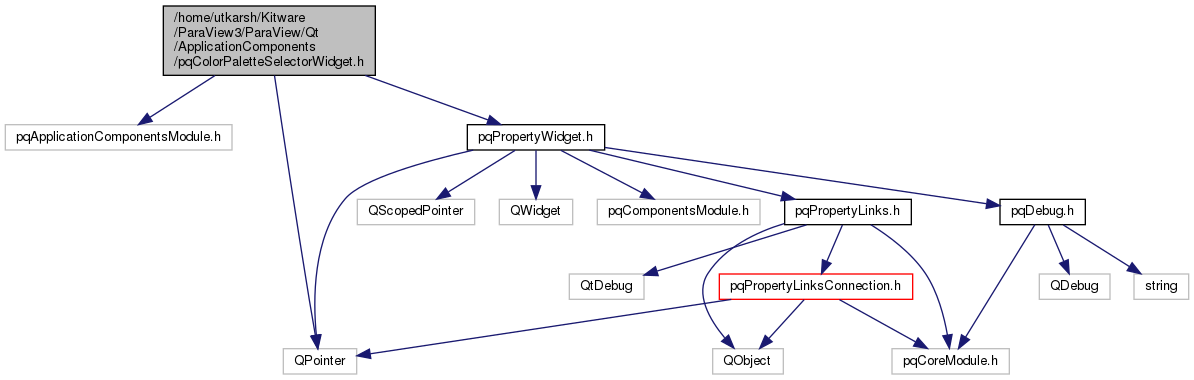 /home/utkarsh/Kitware
/ParaView3/ParaView/Qt
/ApplicationComponents
/pqColorPaletteSelectorWidget.h
pqApplicationComponentsModule.h
pqPropertyWidget.h
QScopedPointer
QWidget
pqComponentsModule.h
pqPropertyLinks.h
pqDebug.h
QtDebug
pqPropertyLinksConnection.h
QDebug
string
QPointer
QObject
pqCoreModule.h